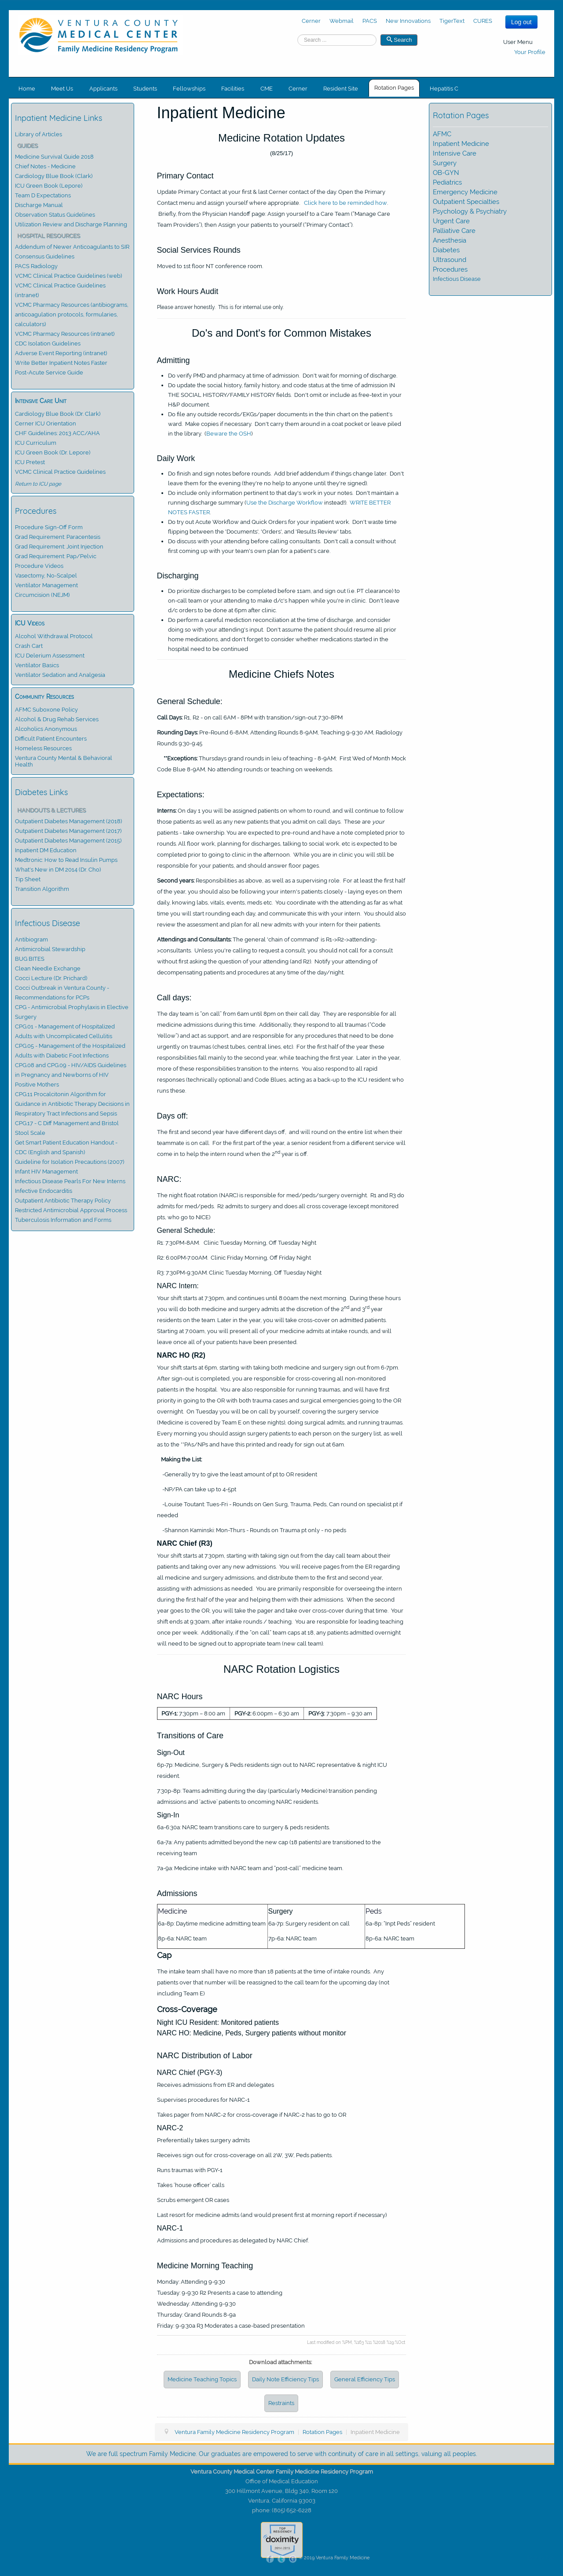 VENTURA COUNTY
MEDICAL CENTER
Family Medicine Residency Program
Cerner Webmail PACS New Innovations TigerText CURES
Log out
Search ...
Search
User Menu
Your Profile
Home Meet Us Applicants Students Fellowships Facilities CME Cerner Resident Site Rotation Pages Hepatitis C
Inpatient Medicine Links
Library of Articles
GUIDES
Medicine Survival Guide 2018
Chief Notes - Medicine
Cardiology Blue Book (Clark)
ICU Green Book (Lepore)
Team D Expectations
Discharge Manual
Observation Status Guidelines
Utilization Review and Discharge Planning
HOSPITAL RESOURCES
Addendum of Newer Anticoagulants to SIR
Consensus Guidelines
PACS Radiology
VCMC Clinical Practice Guidelines (web)
VCMC Clinical Practice Guidelines
(intranet)
VCMC Pharmacy Resources (antibiograms,
anticoagulation protocols, formularies,
calculators)
VCMC Pharmacy Resources (intranet)
CDC Isolation Guidelines
Adverse Event Reporting (intranet)
Write Better Inpatient Notes Faster
Post-Acute Service Guide
Intensive Care Unit
Cardiology Blue Book (Dr. Clark)
Cerner ICU Orientation
CHF Guidelines: 2013 ACC/AHA
ICU Curriculum
ICU Green Book (Dr. Lepore)
ICU Pretest
VCMC Clinical Practice Guidelines
Return to ICU page
Procedures
Procedure Sign-Off Form
Grad Requirement: Paracentesis
Grad Requirement: Joint Injection
Grad Requirement: Pap/Pelvic
Procedure Videos
Vasectomy, No-Scalpel
Ventilator Management
Circumcision (NEJM)
ICU Videos
Alcohol Withdrawal Protocol
Crash Cart
ICU Delerium Assessment
Ventilator Basics
Ventilator Sedation and Analgesia
Community Resources
AFMC Suboxone Policy
Alcohol & Drug Rehab Services
Alcoholics Anonymous
Difficult Patient Encounters
Homeless Resources
Ventura County Mental & Behavioral
Health
Diabetes Links
HANDOUTS & LECTURES
Outpatient Diabetes Management (2018)
Outpatient Diabetes Management (2017)
Outpatient Diabetes Management (2015)
Inpatient DM Education
Medtronic: How to Read Insulin Pumps
What's New in DM 2014 (Dr. Cho)
Tip Sheet
Transition Algorithm
Infectious Disease
Antibiogram
Antimicrobial Stewardship
BUG BITES
Clean Needle Exchange
Cocci Lecture (Dr. Prichard)
Cocci Outbreak in Ventura County -
Recommendations for PCPs
CPG - Antimicrobial Prophylaxis in Elective
Surgery
CPG.01 - Management of Hospitalized
Adults with Uncomplicated Cellulitis
CPG.05 - Management of the Hospitalized
Adults with Diabetic Foot Infections
CPG.08 and CPG.09 - HIV/AIDS Guidelines
in Pregnancy and Newborns of HIV
Positive Mothers
CPG.11 Procalcitonin Algorithm for
Guidance in Antibiotic Therapy Decisions in
Respiratory Tract Infections and Sepsis
CPG.17 - C Diff Management and Bristol
Stool Scale
Get Smart Patient Education Handout -
CDC (English and Spanish)
Guideline for Isolation Precautions (2007)
Infant HIV Management
Infectious Disease Pearls For New Interns
Infective Endocarditis
Outpatient Antibiotic Therapy Policy
Restricted Antimicrobial Approval Process
Tuberculosis Information and Forms
Inpatient Medicine
Medicine Rotation Updates
(8/25/17)
Primary Contact
Update Primary Contact at your first & last Corner patient of the day. Open the Primary
Contact menu and assign yourself where appropriate. Click here to be reminded how.
Briefly, from the Physician Handoff page: Assign yourself to a Care Team ("Manage Care
Teams"), then Assign your patients to yourself ("Primary Contact").
Social Services Rounds
Moved to 1st floor NT conference room
Work Hours Audit
Please answer honestly. This is for internal use only
Do's and Dont's for Common Mistakes
Admitting
• Do verify PMD and pharmacy at time of admission. Don't wait for morning of discharge.
• Do update the social history, family history, and code status at the time of admission IN
THE SOCIAL HISTORY/FAMILY HISTORY fields. Don't omit or include as free-text in your
H&P document.
• Do file any outside records/EKGs/paper documents in the thin chart on the patient's
ward. Make copies if necessary. Don't carry them around in a coat pocket or leave piled
in the library. (Beware the OSH!)
Daily Work
• Do finish and sign notes before rounds. Add brief addendum if things change later. Don't
leave them for the evening (they're no help to everyone until they're signed).
• Do include only information pertinent to that day's work in your notes. Don't maintain a
running discharge summary (Use the Discharge Workflow instead!). WRITE BETTER
NOTES FASTER.
• Do try out Acute Workflow and Quick Orders for your inpatient work. Don't waste time
flipping between the 'Documents', 'Orders', and 'Results Review' tabs.
• Do discuss with your attending before calling consultants. Don't call a consult without
first coming up with your team's own plan for a patient's care.
Discharging
• Do prioritize discharges to be completed before 11am, and sign out (i.e. PT clearance) to
on-call team or your attending to make d/c's happen while you're in clinic. Don't leave
d/c orders to be done at 6pm after clinic.
• Do perform a careful medication reconciliation at the time of discharge, and consider
doing so with your attending's input. Don't assume the patient should resume all prior
home medications, and don't forget to consider whether medications started in the
hospital need to be continued
Medicine Chiefs Notes
General Schedule:
Call Days: R1, R2 - on call 6AM - 8PM with transition/sign-out 7:30-8PM
Rounding Days: Pre-Round 6-8AM, Attending Rounds 8-9AM, Teaching 9-9:30 AM, Radiology
Rounds 9:30-9:45
**Exceptions: Thursdays grand rounds in leiu of teaching - 8-9AM. First Wed of Month Mock
Code Blue 8-9AM. No attending rounds or teaching on weekends.
Expectations:
Interns: On day 1 you will be assigned patients on whom to round, and will continue to follow
these patients as well as any new patients that you admit on call days. These are your
patients - take ownership. You are expected to pre-round, write notes and have a plan prior to
rounds. All floor work, planning for discharges, talking to social work, etc. are expected to be
completed prior to going to clinic in the afternoon. While you are in clinic you will still be
responsible for your patients, and should answer floor pages.
Second years: Responsibilities as above, as well as a supervising role. For the first part of the
year, you should also be following your intern's patients closely - laying eyes on them
daily, knowing labs, vitals, events, meds etc. You coordinate with the attending as far as what
time you will start rounding each day, and communicate this with your intern. You should also
review the assessment and plan for all new admits with your intern for their patients.
Attendings and Consultants: The general 'chain of command' is R1->R2->attending-
>consultants. Unless you're calling to request a consult, you should not call for a consult
without first asking your attending (and R2). Notify your attending of
decompensating patients and procedures at any time of the day/night.
Call days:
The day team is "on call" from 6am until 8pm on their call day. They are responsible for all
admissions during this time. Additionally, they respond to all traumas ("Code
Yellow") and act as back up to the intensivist for procedures that need to be done
urgently on traumas (chest tubes, central lines, etc.). For the first half of the year, these
responsibilities fall mainly to the second year in a teaching the first year. Later in the year,
more of these responsibilities are given to the interns. You also respond to all rapid
responses (technically optional) and Code Blues, acting as a back-up to the ICU resident who
runs these.
Days off:
The first and second year have different days off, and will round on the entire list when their
teammate is on call. For the first part of the year, a senior resident from a different service will
come in to help the intern round when the 2nd year is off.
NARC:
The night float rotation (NARC) is responsible for med/peds/surgery overnight. R1 and R3 do
admits for med/peds. R2 admits to surgery and does all cross coverage (except monitored
pts, who go to NICE).
General Schedule:
R1: 7:30PM-8AM. Clinic Tuesday Morning, Off Tuesday Night
R2: 6:00PM-7:00AM. Clinic Friday Morning, Off Friday Night
R3: 7:30PM-9:30AM. Clinic Tuesday Morning, Off Tuesday Night
NARC Intern:
Your shift starts at 7:30pm, and continues until 8:00am the next morning. During these hours
you will do both medicine and surgery admits at the discretion of the 2nd and 3rd year
residents on the team. Later in the year, you will take cross-cover on admitted patients.
Starting at 7:00am, you will present all of your medicine admits at intake rounds, and will
leave once all of your patients have been presented
NARC HO (R2)
Your shift starts at 6pm, starting with taking both medicine and surgery sign out from 6-7pm.
After sign-out is completed, you are responsible for cross-covering all non-monitored
patients in the hospital. You are also responsible for running traumas, and will have first
priority of going to the OR with both trauma cases and surgical emergencies going to the OR
overnight. On Tuesday you will be on call by yourself, covering the surgery service
(Medicine is covered by Team E on these nights), doing surgical admits, and running traumas.
Every morning you should assign surgery patients to each person on the surgery list, as well
as to the **PAs/NPs and have this printed and ready for sign out at 6am.
Making the List:
-Generally try to give the least amount of pt to OR resident
-NP/PA can take up to 4-5pt
-Louise Toutant: Tues-Fri - Rounds on Gen Surg, Trauma, Peds. Can round on specialist pt if
needed
-Shannon Kaminski: Mon-Thurs - Rounds on Trauma pt only - no peds.
NARC Chief (R3)
Your shift starts at 7:30pm, starting with taking sign out from the day call team about their
patients and taking over any new admissions. You will receive pages from the ER regarding
all medicine and surgery admissions, and distribute them to the first and second year,
assisting with admissions as needed. You are primarily responsible for overseeing the intern
during the first half of the year and helping them with their admissions. When the second
year goes to the OR, you will take the pager and take over cross-cover during the time. Your
shift ends at 9:30am, after intake rounds / teaching. You are responsible for leading teaching
once per week. Additionally, if the "on call" team caps at 18, any patients admitted overnight
will need to be signed out to appropriate team (new call team).
NARC Rotation Logistics
NARC Hours
PGY-1: 7:30pm – 8:00 am PGY-2: 6:00pm – 6:30 am PGY-3: 7:30pm – 9:30 am
Transitions of Care
Sign-Out
6p-7p: Medicine, Surgery & Peds residents sign out to NARC representative & night ICU
resident.
7:30p-8p: Teams admitting during the day (particularly Medicine) transition pending
admissions and 'active' patients to oncoming NARC residents.
Sign-In
6a-6:30a: NARC team transitions care to surgery & peds residents.
6a-7a: Any patients admitted beyond the new cap (18 patients) are transitioned to the
receiving team
7a-9a: Medicine intake with NARC team and "post-call" medicine team.
Admissions
Medicine Surgery Peds
6a-8p: Daytime medicine admitting team 6a-7p: Surgery resident on call 6a-8p: "Inpt Peds" resident
8p-6a: NARC team 7p-6a: NARC team 8p-6a: NARC team
Cap
The intake team shall have no more than 18 patients at the time of intake rounds. Any
patients over that number will be reassigned to the call team for the upcoming day (not
including Team E)
Cross-Coverage
Night ICU Resident: Monitored patients
NARC HO: Medicine, Peds, Surgery patients without monitor
NARC Distribution of Labor
NARC Chief (PGY-3)
Receives admissions from ER and delegates
Supervises procedures for NARC-1
Takes pager from NARC-2 for cross-coverage if NARC-2 has to go to OR
NARC-2
Preferentially takes surgery admits
Receives sign out for cross-coverage on all 2W, 3W, Peds patients.
Runs traumas with PGY-1
Takes 'house officer' calls
Scrubs emergent OR cases
Last resort for medicine admits (and would present first at morning report if necessary)
NARC-1
Admissions and procedures as delegated by NARC Chief.
Medicine Morning Teaching
Monday: Attending 9-9:30
Tuesday: 9-9:30 R2 Presents a case to attending
Wednesday: Attending 9-9:30
Thursday: Grand Rounds 8-9a
Friday: 9-9:30a R3 Moderates a case-based presentation
Download attachments:
Medicine Teaching Topics Daily Note Efficiency Tips General Efficiency Tips
Restraints
Ventura Family Medicine Residency Program / Rotation Pages / Inpatient Medicine
Rotation Pages
AFMC
Inpatient Medicine
Intensive Care
Surgery
OB-GYN
Pediatrics
Emergency Medicine
Outpatient Specialties
Psychology & Psychiatry
Urgent Care
Palliative Care
Anesthesia
Diabetes
Ultrasound
Procedures
Infectious Disease
We are full spectrum Family Medicine. Our graduates are empowered to serve with continuity of care in all settings, valuing all peoples.
Ventura County Medical Center Family Medicine Residency Program
Office of Medical Education
300 Hillmont Avenue, Bldg 340. Room 120.
Ventura, California 93003
phone: (805) 652-6228
TOP
RESIDENCY
doximity
© 2019 Ventura Family Medicine